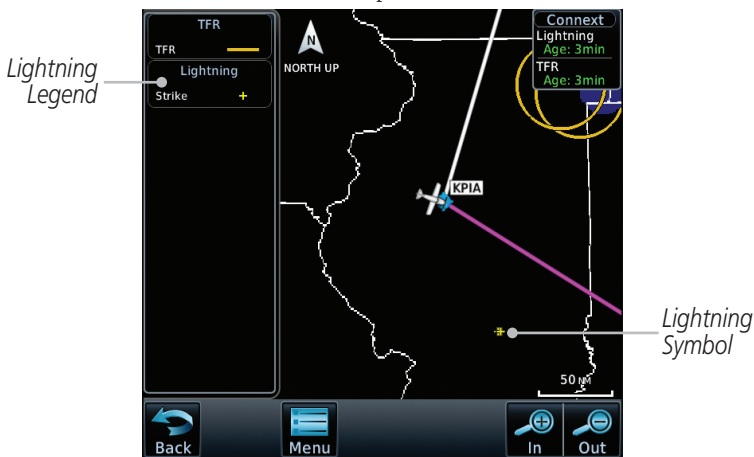 TFR
TFR
Lightning
Strike +
Lightning
Legend
N
NORTH UP
Connext
Lightning
Age: 3min
TFR
Age: 3min
KPIA
Lightning
Symbol
50 NM
Back
Menu
In
Out